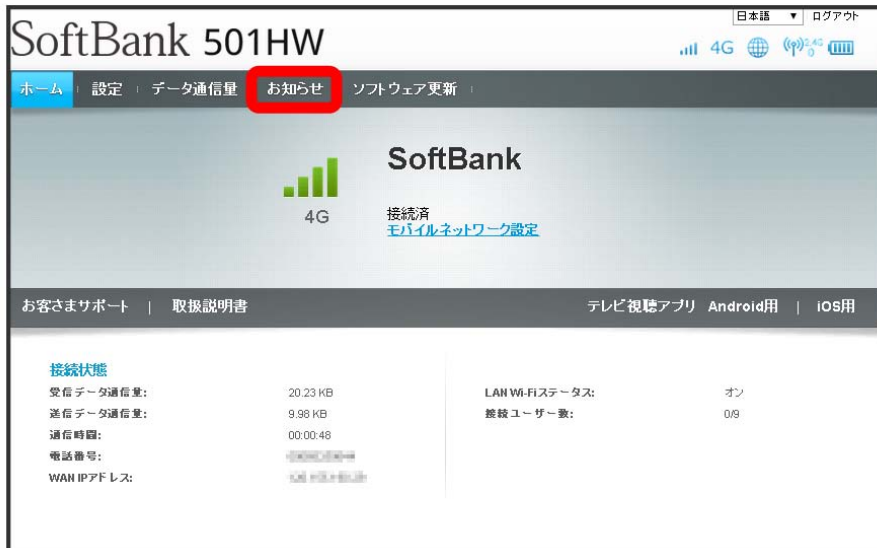 日本語 ▼ ログアウト
SoftBank 501HW
4G 2.4G 0
ホーム 設定 データ通信量 お知らせ ソフトウェア更新
SoftBank
4G
接続済
モバイルネットワーク設定
お客さまサポート | 取扱説明書 テレビ視聴アプリ Android用 | iOS用
接続状態
受信データ通信量: 20.23 KB LAN Wi-Fiステータス: オン
送信データ通信量: 9.98 KB 接続ユーザー数: 0/9
通信時間: 00:00:48
電話番号:
WAN IPアドレス: